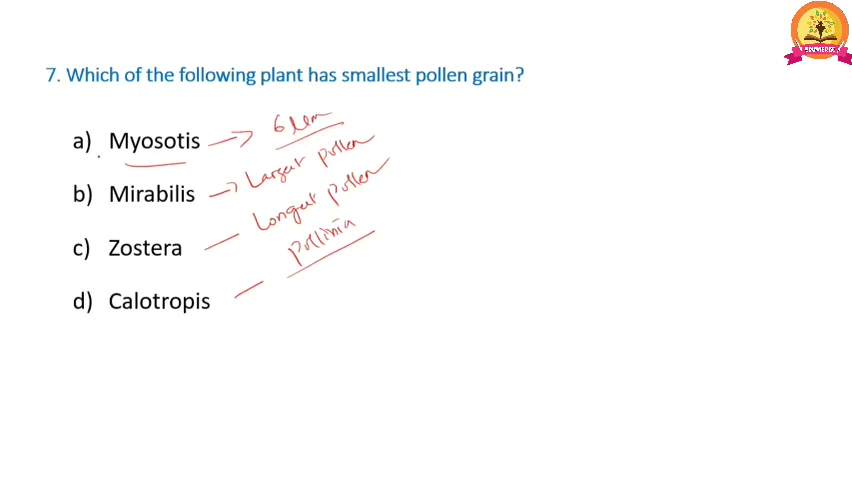 7. Which of the following plant has smallest pollen grain?
a) Myosotis → 6 µm
b) Mirabilis → Largest pollen
c) Zostera — Longest pollen
d) Calotropis — Pollinia
EDUMERGE